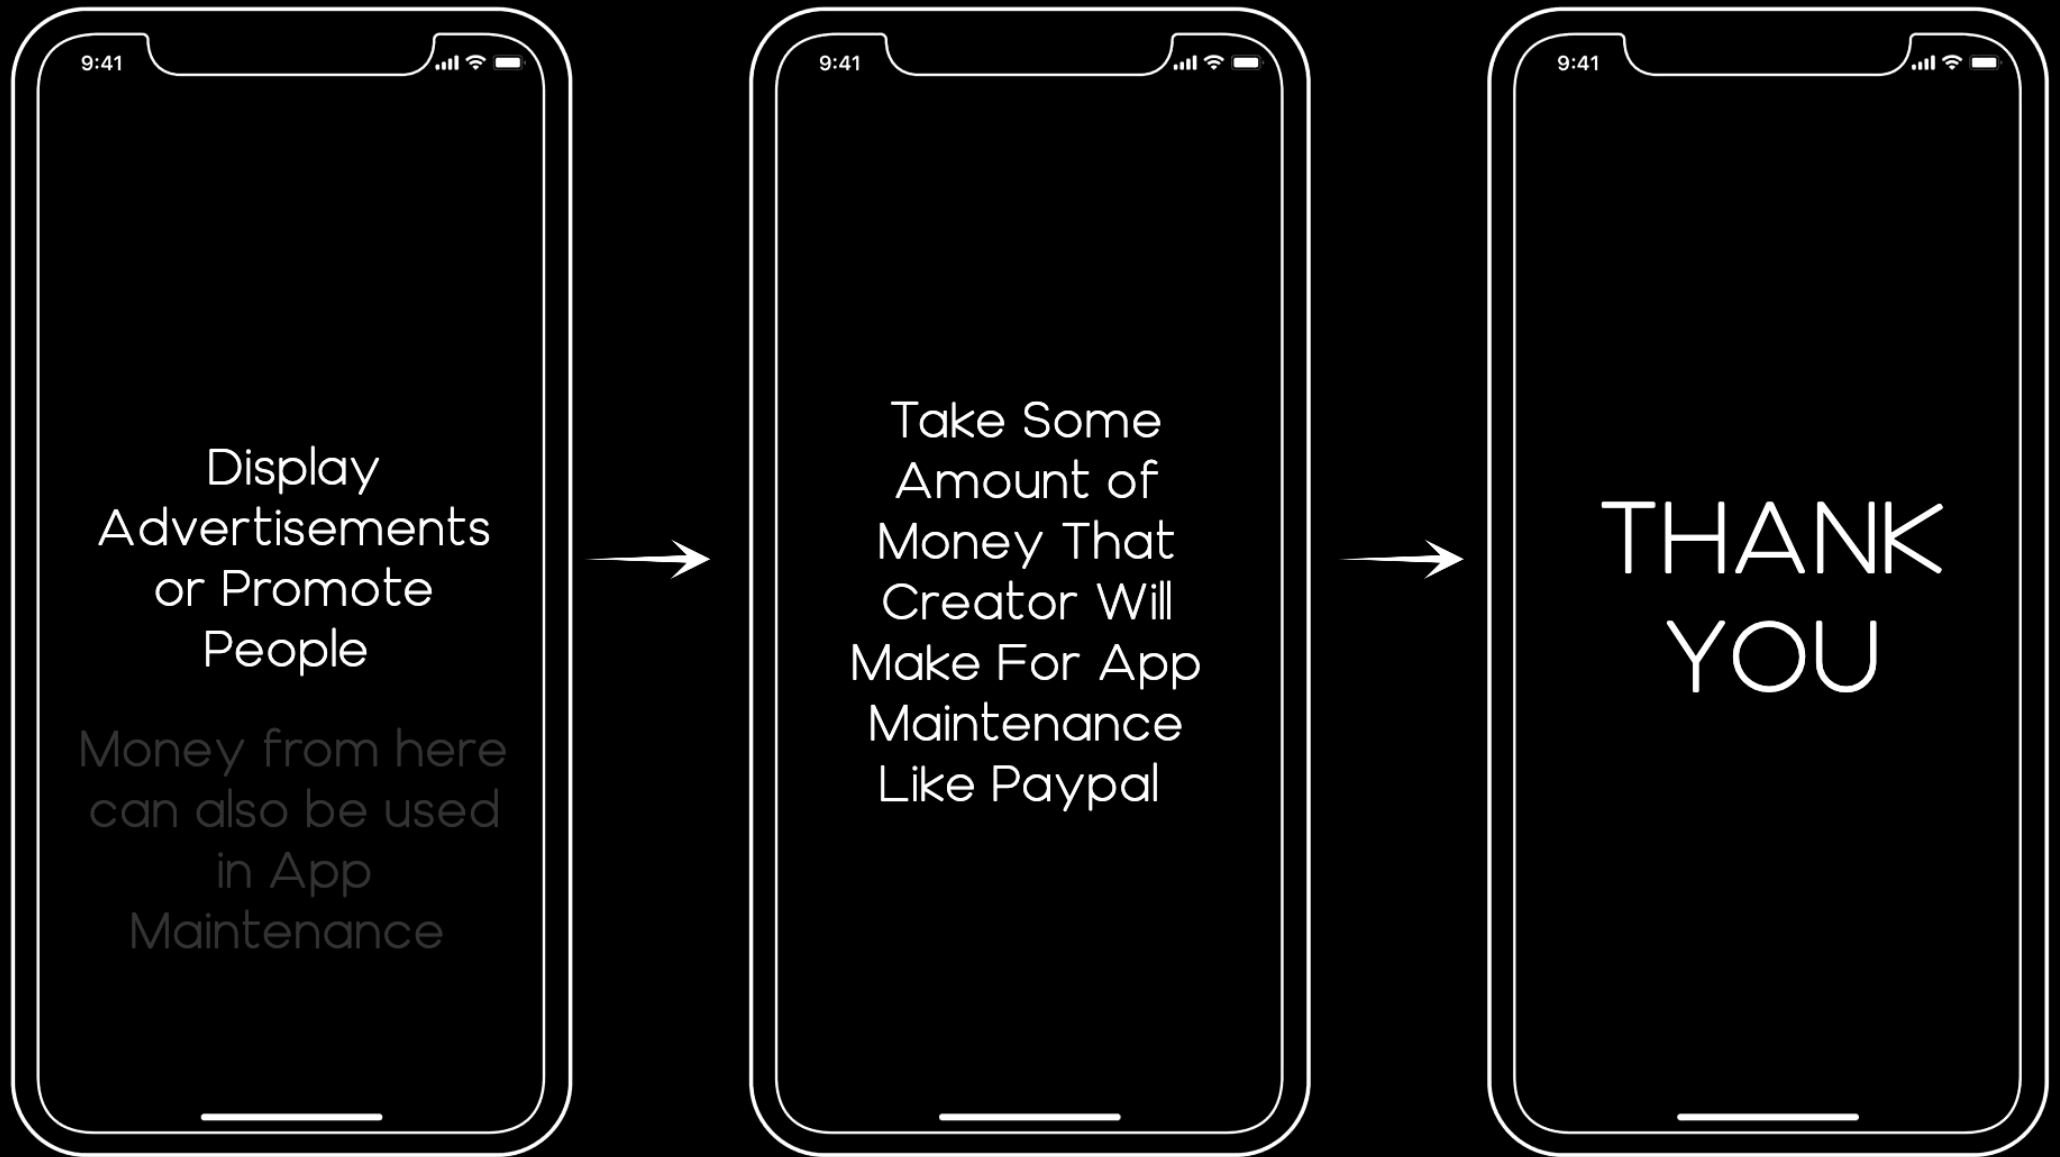 9:41
Display
Advertisements
or Promote
People
Money from here
can also be used
in App
Maintenance
9:41
Take Some
Amount of
Money That
Creator Will
Make For App
Maintenance
Like Paypal
9:41
THANK
YOU